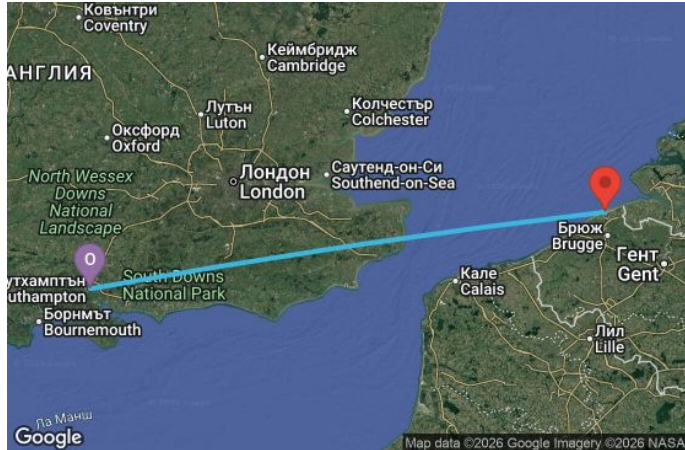 Ковънтри
Coventry
Кеймбридж
Cambridge
АНГЛИЯ
Лутън
Luton
Колчестър
Colchester
Оксфорд
Oxford
North Wessex
Downs
National
Landscape
Лондон
London
Саутенд-он-Си
Southend-on-Sea
Брюж
Brugge
Гент
Gent
O
утхамптън
outhampton
South Downs
National Park
Кале
Calais
Борнмът
Bournemouth
Лил
Lille
Ла Манш
Google
Map data ©2026 Google Imagery ©2026 NASA